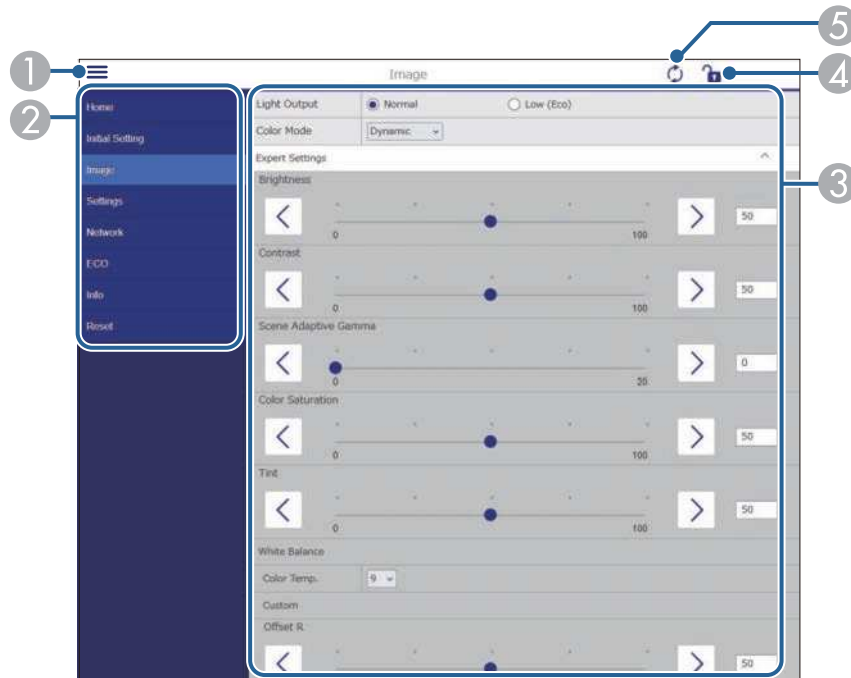 5
1
Image
4
2
Home
Initial Setting
Image
Settings
Network
ECO
Info
Reset
Light Output
Normal
Low (Eco)
Color Mode
Dynamic
Expert Settings
3
Brightness
0
100
50
Contrast
0
100
50
Scene Adaptive Gamma
0
20
0
Color Saturation
0
100
50
Tint
0
100
50
White Balance
Color Temp.
9
Custom
Offset R
50